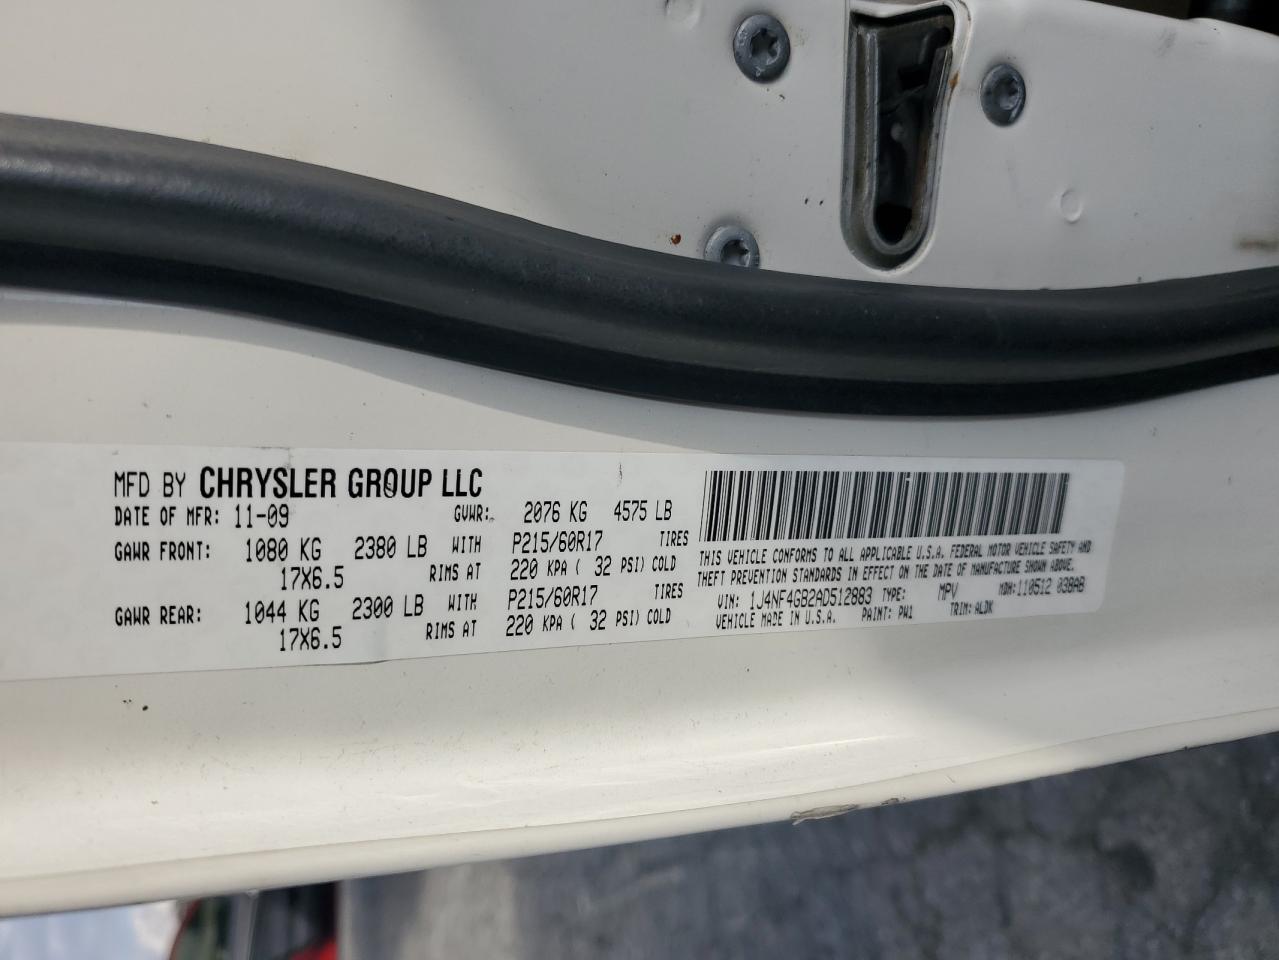 MFD BY CHRYSLER GROUP LLC
DATE OF MFR: 11-09 GVWR: 2076 KG 4575 LB
GAWR FRONT: 1080 KG 2380 LB WITH P215/60R17 TIRES
17X6.5 RIMS AT 220 KPA ( 32 PSI) COLD
GAWR REAR: 1044 KG 2300 LB WITH P215/60R17 TIRES
17X6.5 RIMS AT 220 KPA ( 32 PSI) COLD
THIS VEHICLE CONFORMS TO ALL APPLICABLE U.S.A. FEDERAL MOTOR VEHICLE SAFETY AND
THEFT PREVENTION STANDARDS IN EFFECT ON THE DATE OF MANUFACTURE SHOWN ABOVE.
VIN: 1J4NF4GB2AD512883 TYPE: MPV MDH: 110512 038AB
VEHICLE MADE IN U.S.A. PAINT: PW1 TRIM: ALDK